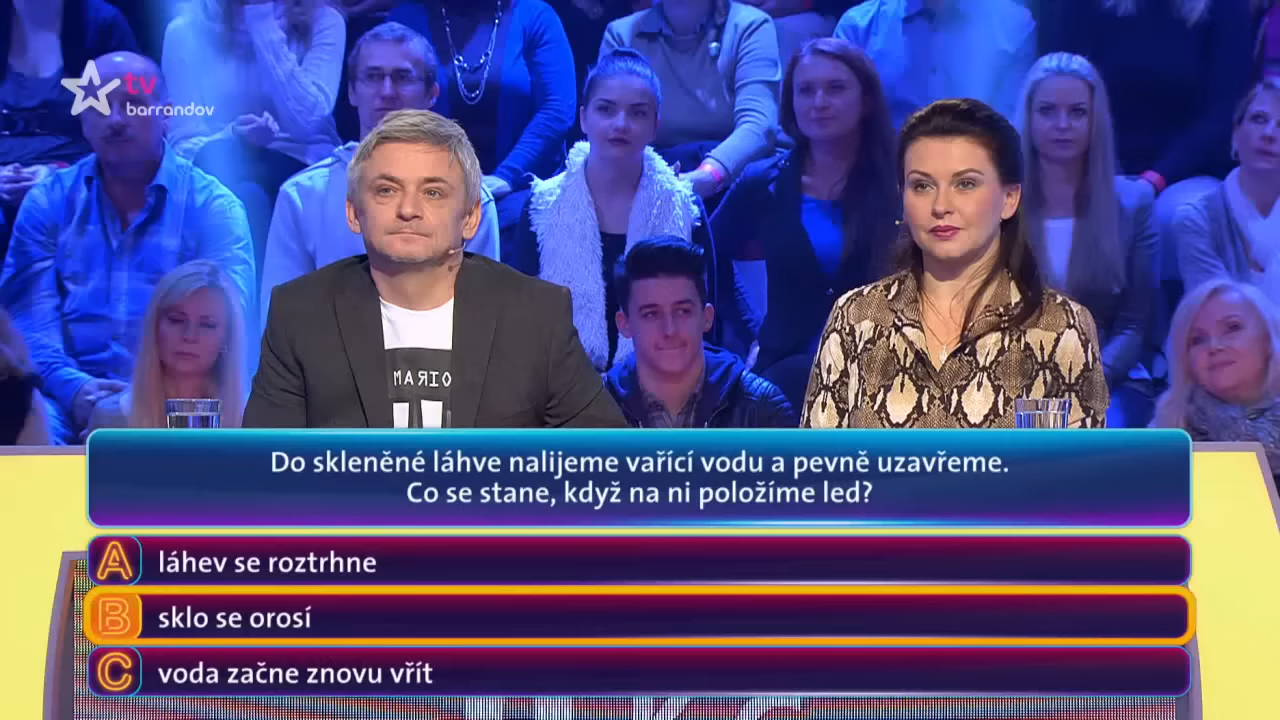 tv
barrandov
MARIO
Do skleněné láhve nalijeme vařící vodu a pevně uzavřeme.
Co se stane, když na ni položíme led?
A láhev se roztrhne
B sklo se orosí
C voda začne znovu vřít